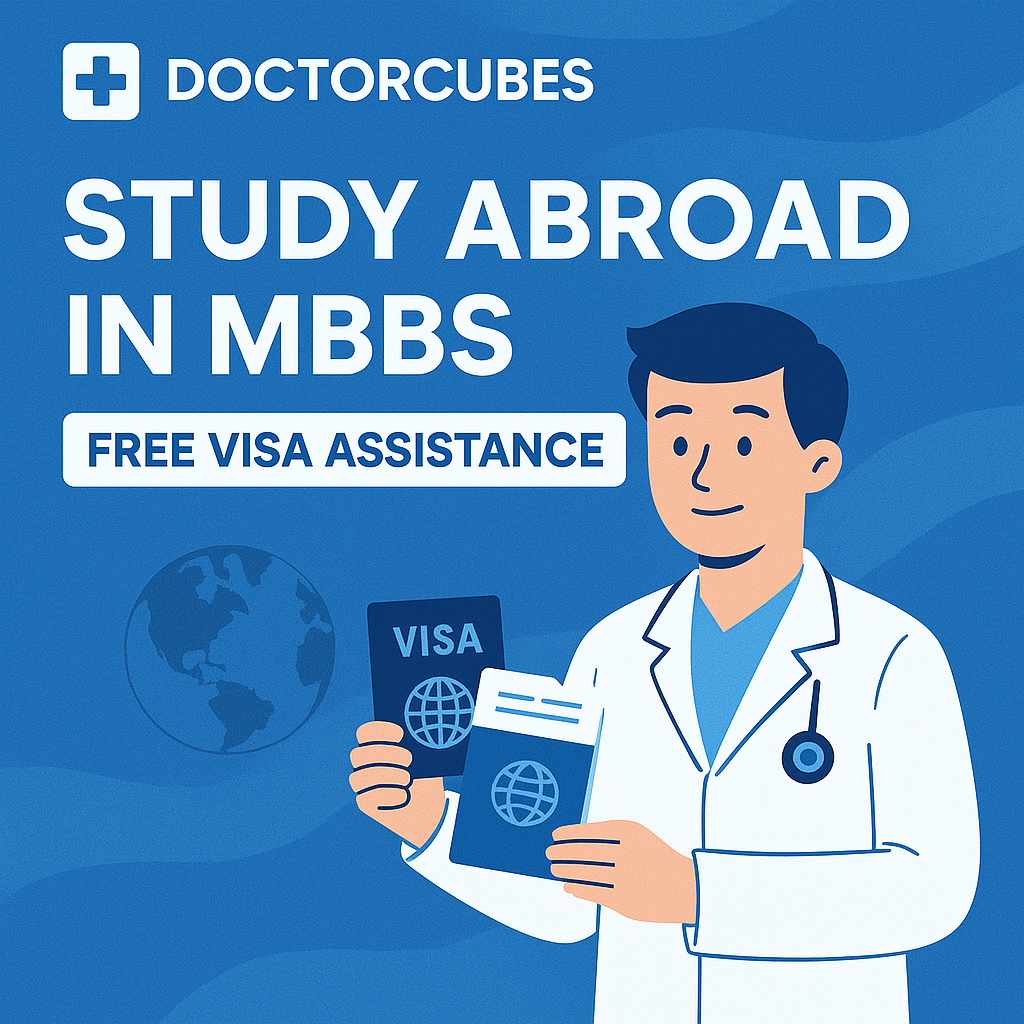 DOCTORCUBES
STUDY ABROAD
IN MBBS
FREE VISA ASSISTANCE
VISA